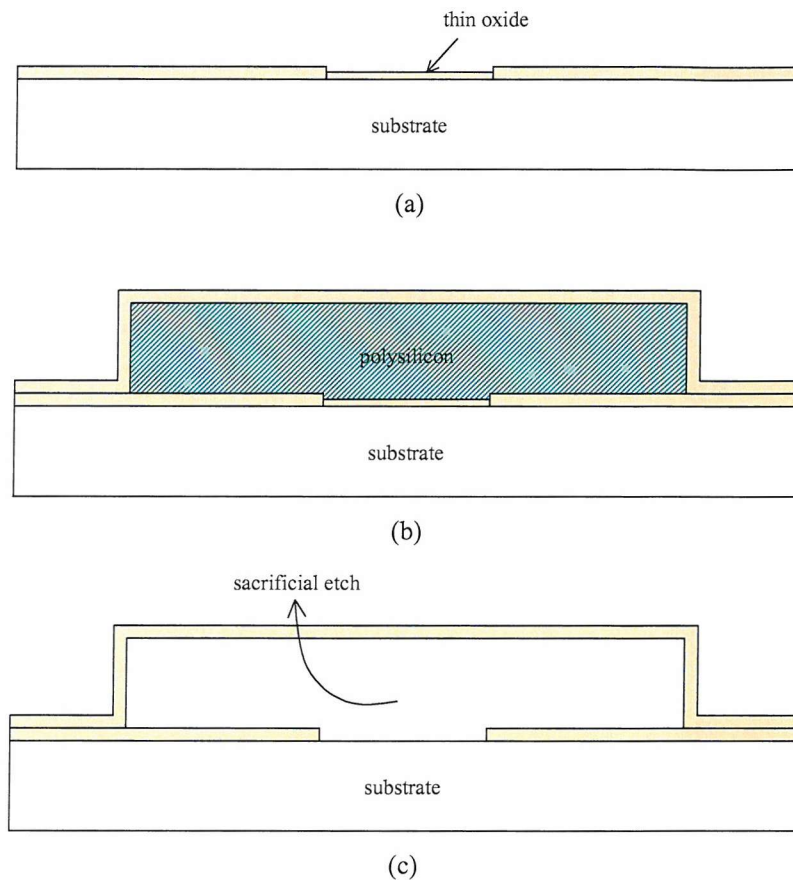 thin oxide
substrate
(a)
polysilicon
substrate
(b)
sacrificial etch
substrate
(c)